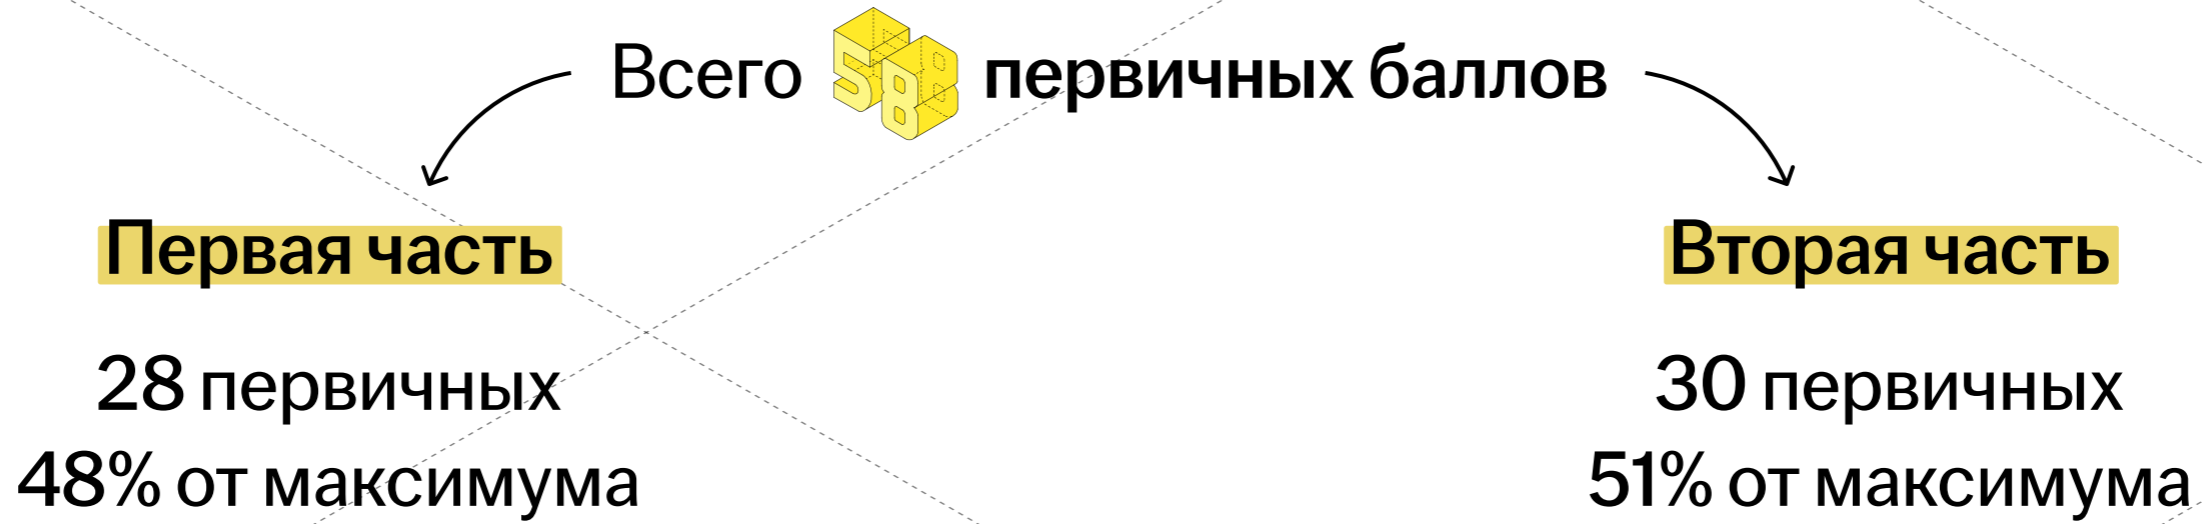 Всего 58 первичных баллов
Первая часть
Вторая часть
28 первичных
30 первичных
48% от максимума
51% от максимума